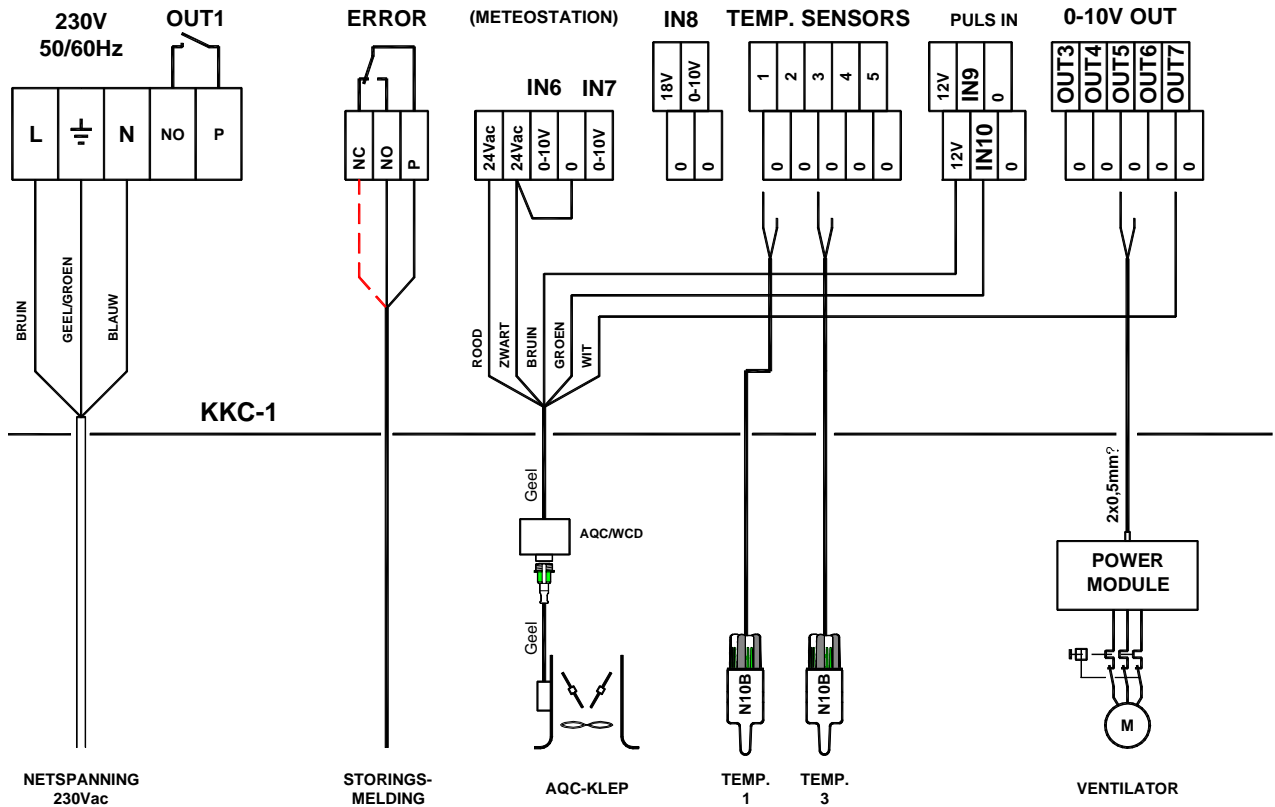 230V
50/60Hz
OUT1
ERROR
(METEOSTATION)
IN6
IN7
IN8
TEMP. SENSORS
PULS IN
0-10V OUT
L
N
NO
P
NC
NO
P
24Vac
24Vac
0-10V
0
0-10V
18V
0-10V
0
0
1
2
3
4
5
0
0
0
0
0
12V
IN9
0
12V
IN10
0
OUT3
OUT4
OUT5
OUT6
OUT7
0
0
0
0
0
BRUIN
GEEL/GROEN
BLAUW
ROOD
ZWART
BRUIN
GROEN
WIT
KKC-1
Geel
AQC/WCD
Geel
2x0,5mm?
POWER
MODULE
N10B
N10B
M
NETSPANNING
230Vac
STORINGS-
MELDING
AQC-KLEP
TEMP.
1
TEMP.
3
VENTILATOR